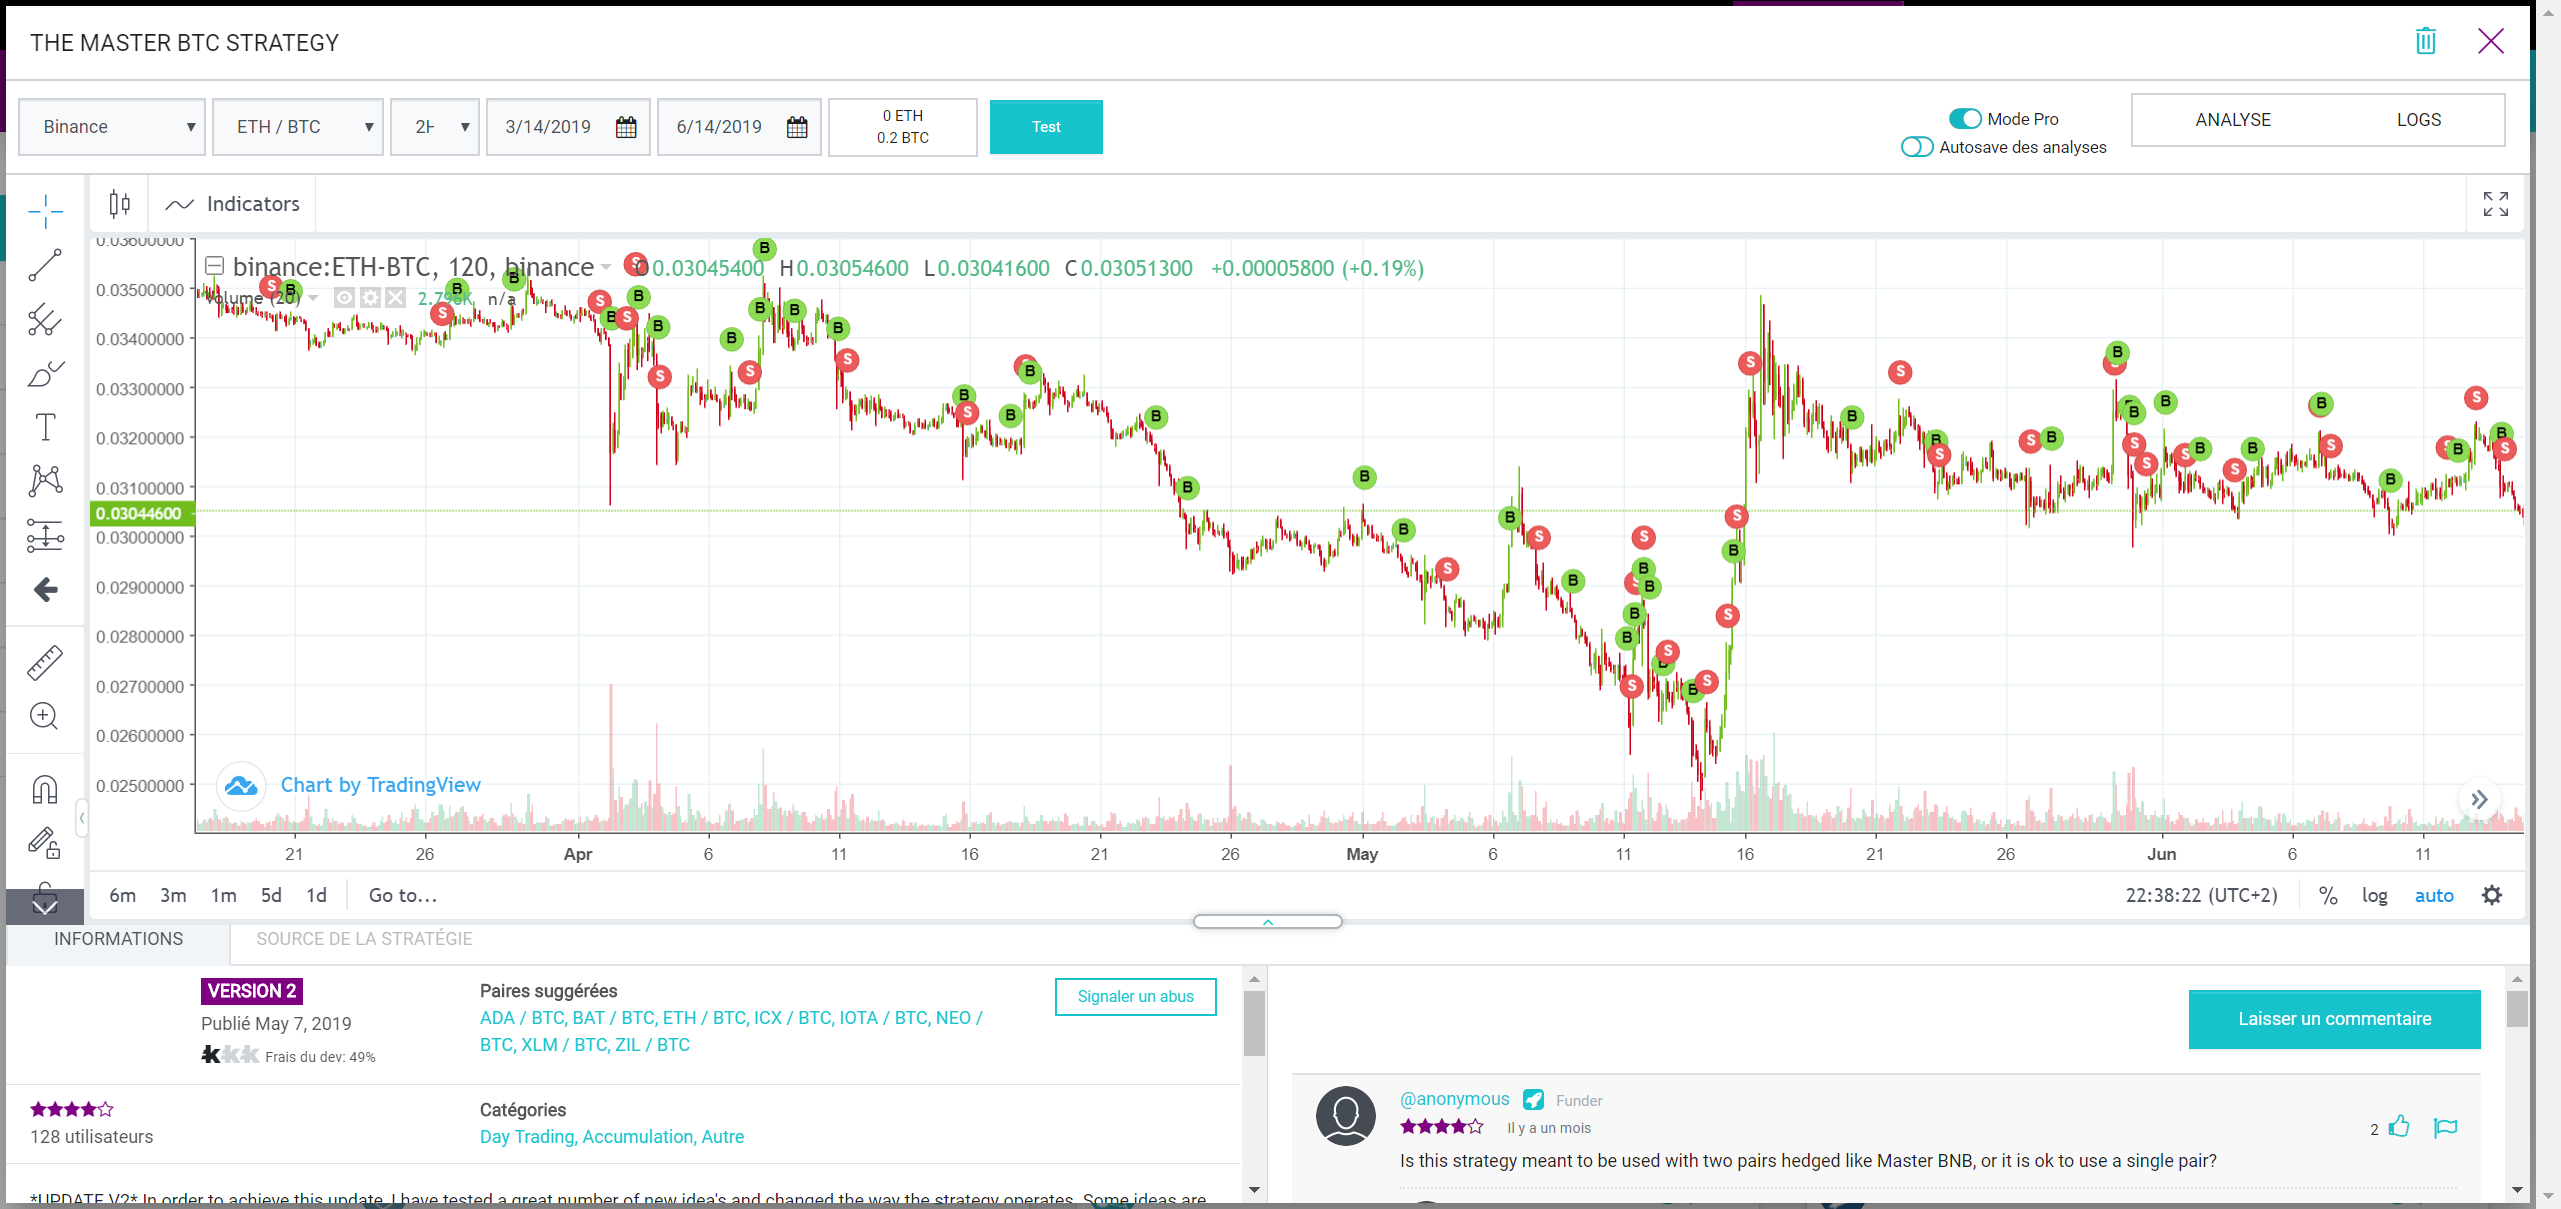 THE MASTER BTC STRATEGY
Binance
ETH / BTC
3/14/2019
6/14/2019
0 ETH
0.2 BTC
Test
Mode Pro
Autosave des analyses
ANALYSE
LOGS
Indicators
binance:ETH-BTC, 120, binance O 0.03045400 H 0.03054600 L 0.03041600 C 0.03051300 +0.00005800 (+0.19%)
Volume (20) 2.796K n/a
0.03600000
0.03500000
0.03400000
0.03300000
0.03200000
0.03100000
0.03044600
0.03000000
0.02900000
0.02800000
0.02700000
0.02600000
0.02500000
Chart by TradingView
21 26 Apr 6 11 16 21 26 May 6 11 16 21 26 Jun 6 11
6m 3m 1m 5d 1d Go to...
22:38:22 (UTC+2) % log auto
INFORMATIONS
SOURCE DE LA STRATÉGIE
VERSION 2
Publié May 7, 2019
Frais du dev: 49%
Paires suggérées
ADA / BTC, BAT / BTC, ETH / BTC, ICX / BTC, IOTA / BTC, NEO /
BTC, XLM / BTC, ZIL / BTC
Signaler un abus
128 utilisateurs
Catégories
Day Trading, Accumulation, Autre
*UPDATE V2* In order to achieve this update, I have tested a great number of new idea's and changed the way the strategy operates. Some ideas are
Laisser un commentaire
@anonymous Funder
Il y a un mois
2
Is this strategy meant to be used with two pairs hedged like Master BNB, or it is ok to use a single pair?